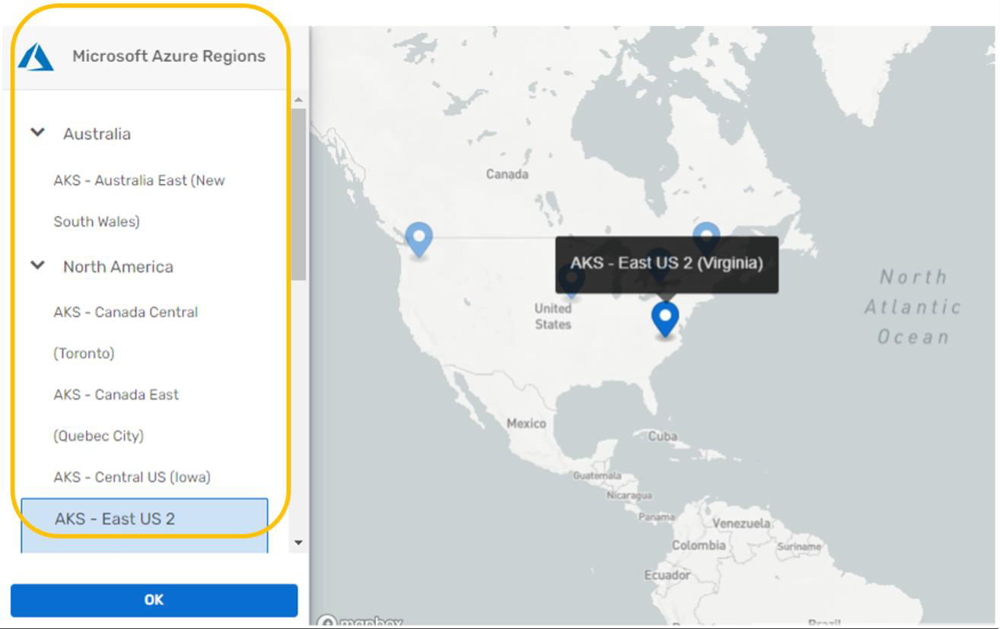 Microsoft Azure Regions
Australia
AKS - Australia East (New
South Wales)
North America
AKS - Canada Central
(Toronto)
AKS - Canada East
(Quebec City)
AKS - Central US (Iowa)
AKS - East US 2
OK
Canada
AKS - East US 2 (Virginia)
United
States
North
Atlantic
Ocean
Mexico
Cuba
Guatemala
Nicaragua
Panama
Venezuela
Colombia
Suriname
Ecuador
Brazil
mapbox